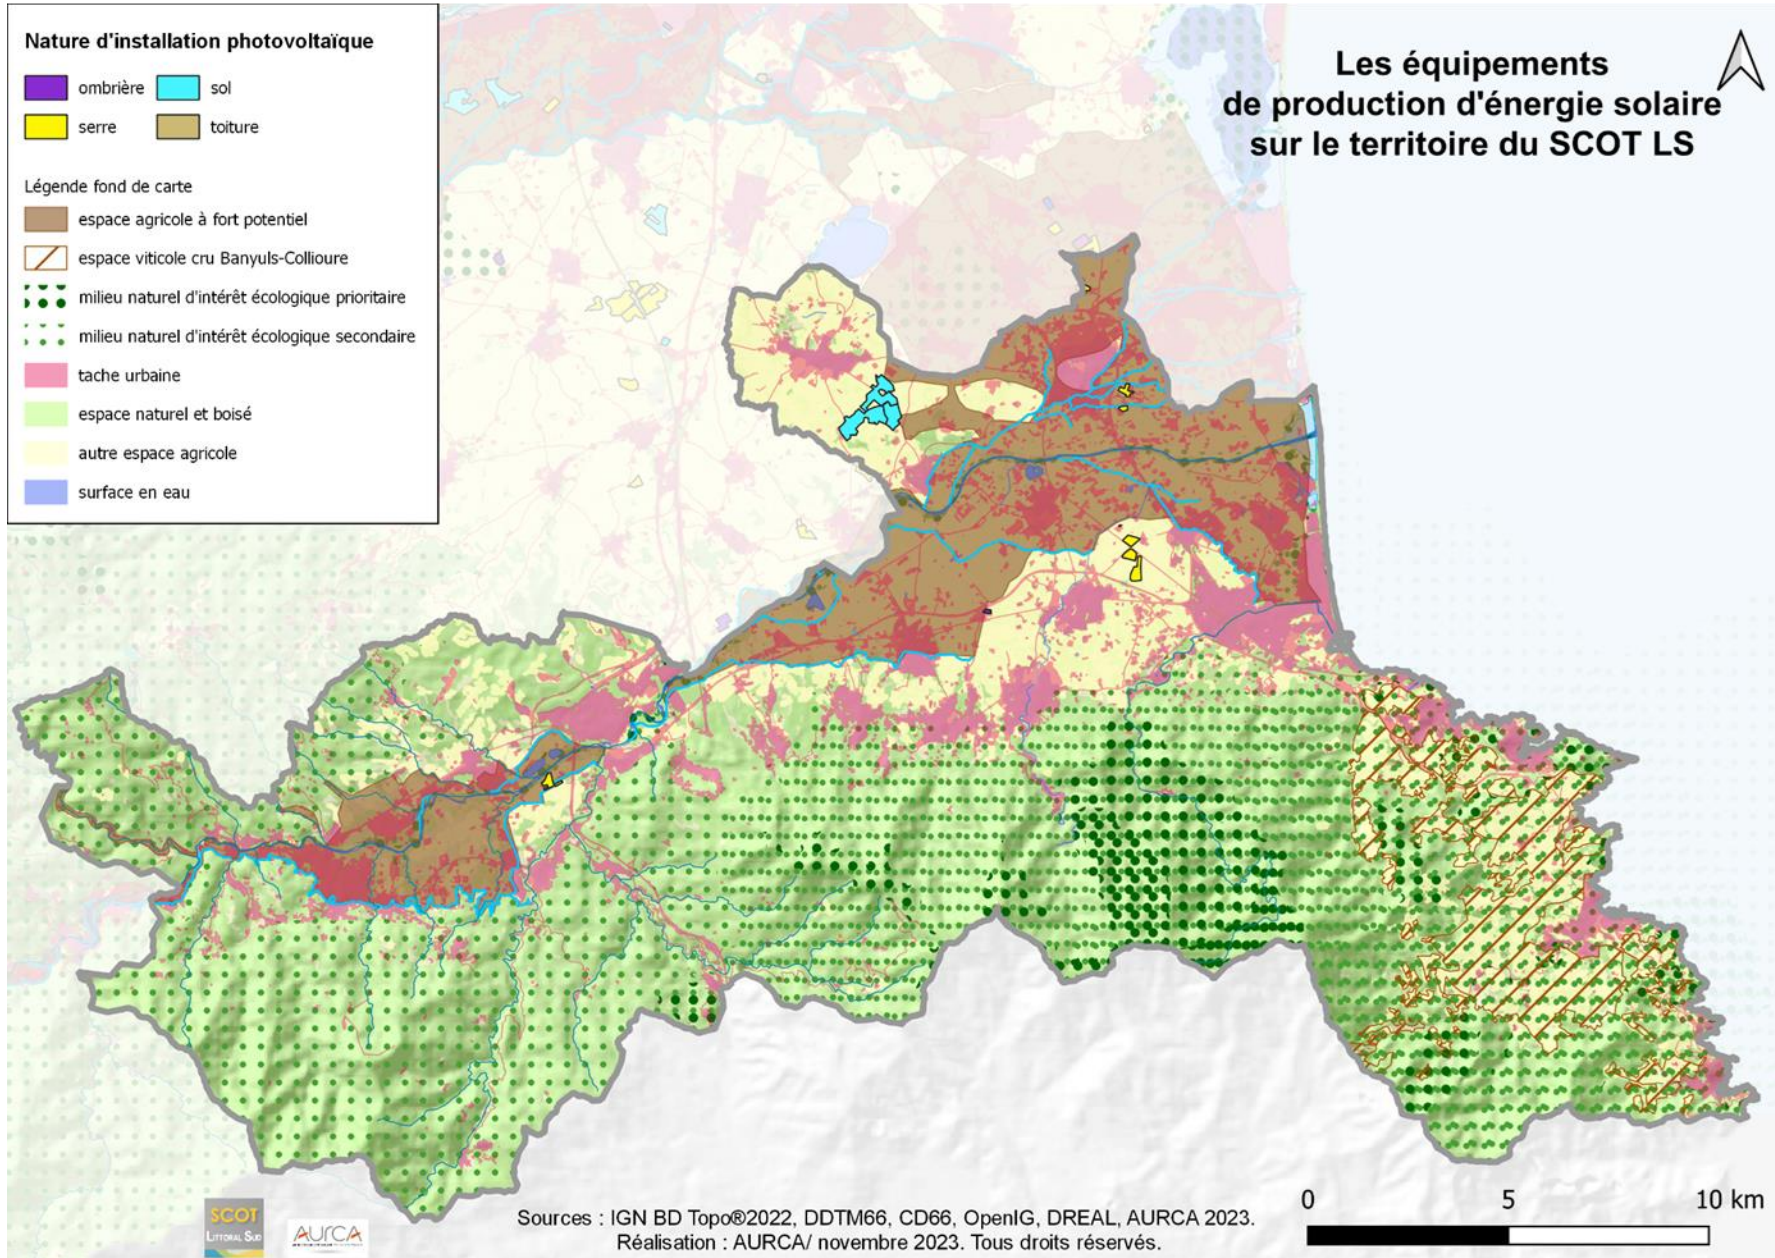 Nature d'installation photovoltaïque
ombrière
sol
serre
toiture
Légende fond de carte
espace agricole à fort potentiel
espace viticole cru Banyuls-Collioure
milieu naturel d'intérêt écologique prioritaire
milieu naturel d'intérêt écologique secondaire
tache urbaine
espace naturel et boisé
autre espace agricole
surface en eau
Les équipements
de production d'énergie solaire
sur le territoire du SCOT LS
SCOT
LITTORAL SUD
AURCA
Sources : IGN BD Topo®2022, DDTM66, CD66, OpenIG, DREAL, AURCA 2023.
Réalisation : AURCA/ novembre 2023. Tous droits réservés.
0 5 10 km